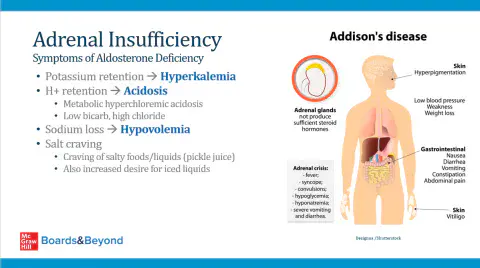 Adrenal Insufficiency
Symptoms of Aldosterone Deficiency
• Potassium retention → Hyperkalemia
• H+ retention → Acidosis
• Metabolic hyperchloremic acidosis
• Low bicarb, high chloride
• Sodium loss → Hypovolemia
• Salt craving
• Craving of salty foods/liquids (pickle juice)
• Also increased desire for iced liquids
Mc
Graw
Hill
Boards&Beyond
Addison's disease
Adrenal glands
not produce
sufficient steroid
hormones
Adrenal crisis:
- fever;
- syncope;
- convulsions;
- hypoglycemia;
- hyponatremia;
- severe vomiting
and diarrhea.
Skin
Hyperpigmentation
Low blood pressure
Weakness
Weight loss
Gastrointestinal
Nausea
Diarrhea
Vomiting
Constipation
Abdominal pain
Skin
Vitiligo
Designua /Shutterstock